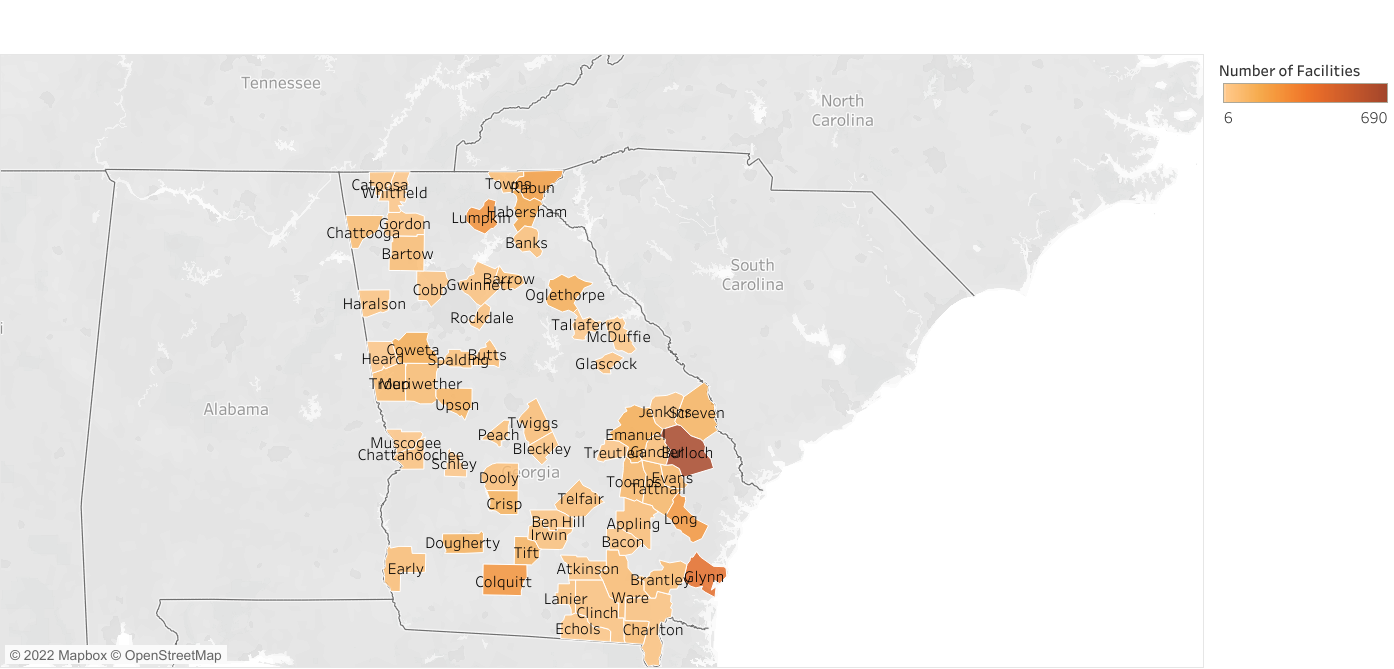 Number of Facilities
6
690
Tennessee
North
Carolina
Catoosa
Towns
Rabun
Whitfield
Habersham
Lumpkin
Gordon
Chattooga
Banks
Bartow
South
Carolina
Barrow
Gwinnett
Cobb
Oglethorpe
Haralson
Rockdale
Taliaferro
McDuffie
Coweta
Butts
Heard
Spalding
Glascock
Troup
Meriwether
Upson
Alabama
Jenkins
Screven
Twiggs
Peach
Emanuel
Muscogee
Bleckley
Treutlen
Candler
Bulloch
Chattahoochee
Schley
Georgia
Dooly
Evans
Toombs
Tattnall
Crisp
Telfair
Ben Hill
Appling
Long
Irwin
Dougherty
Bacon
Tift
Early
Atkinson
Colquitt
Brantley
Glynn
Lanier
Ware
Clinch
Echols
Charlton
i
© 2022 Mapbox © OpenStreetMap